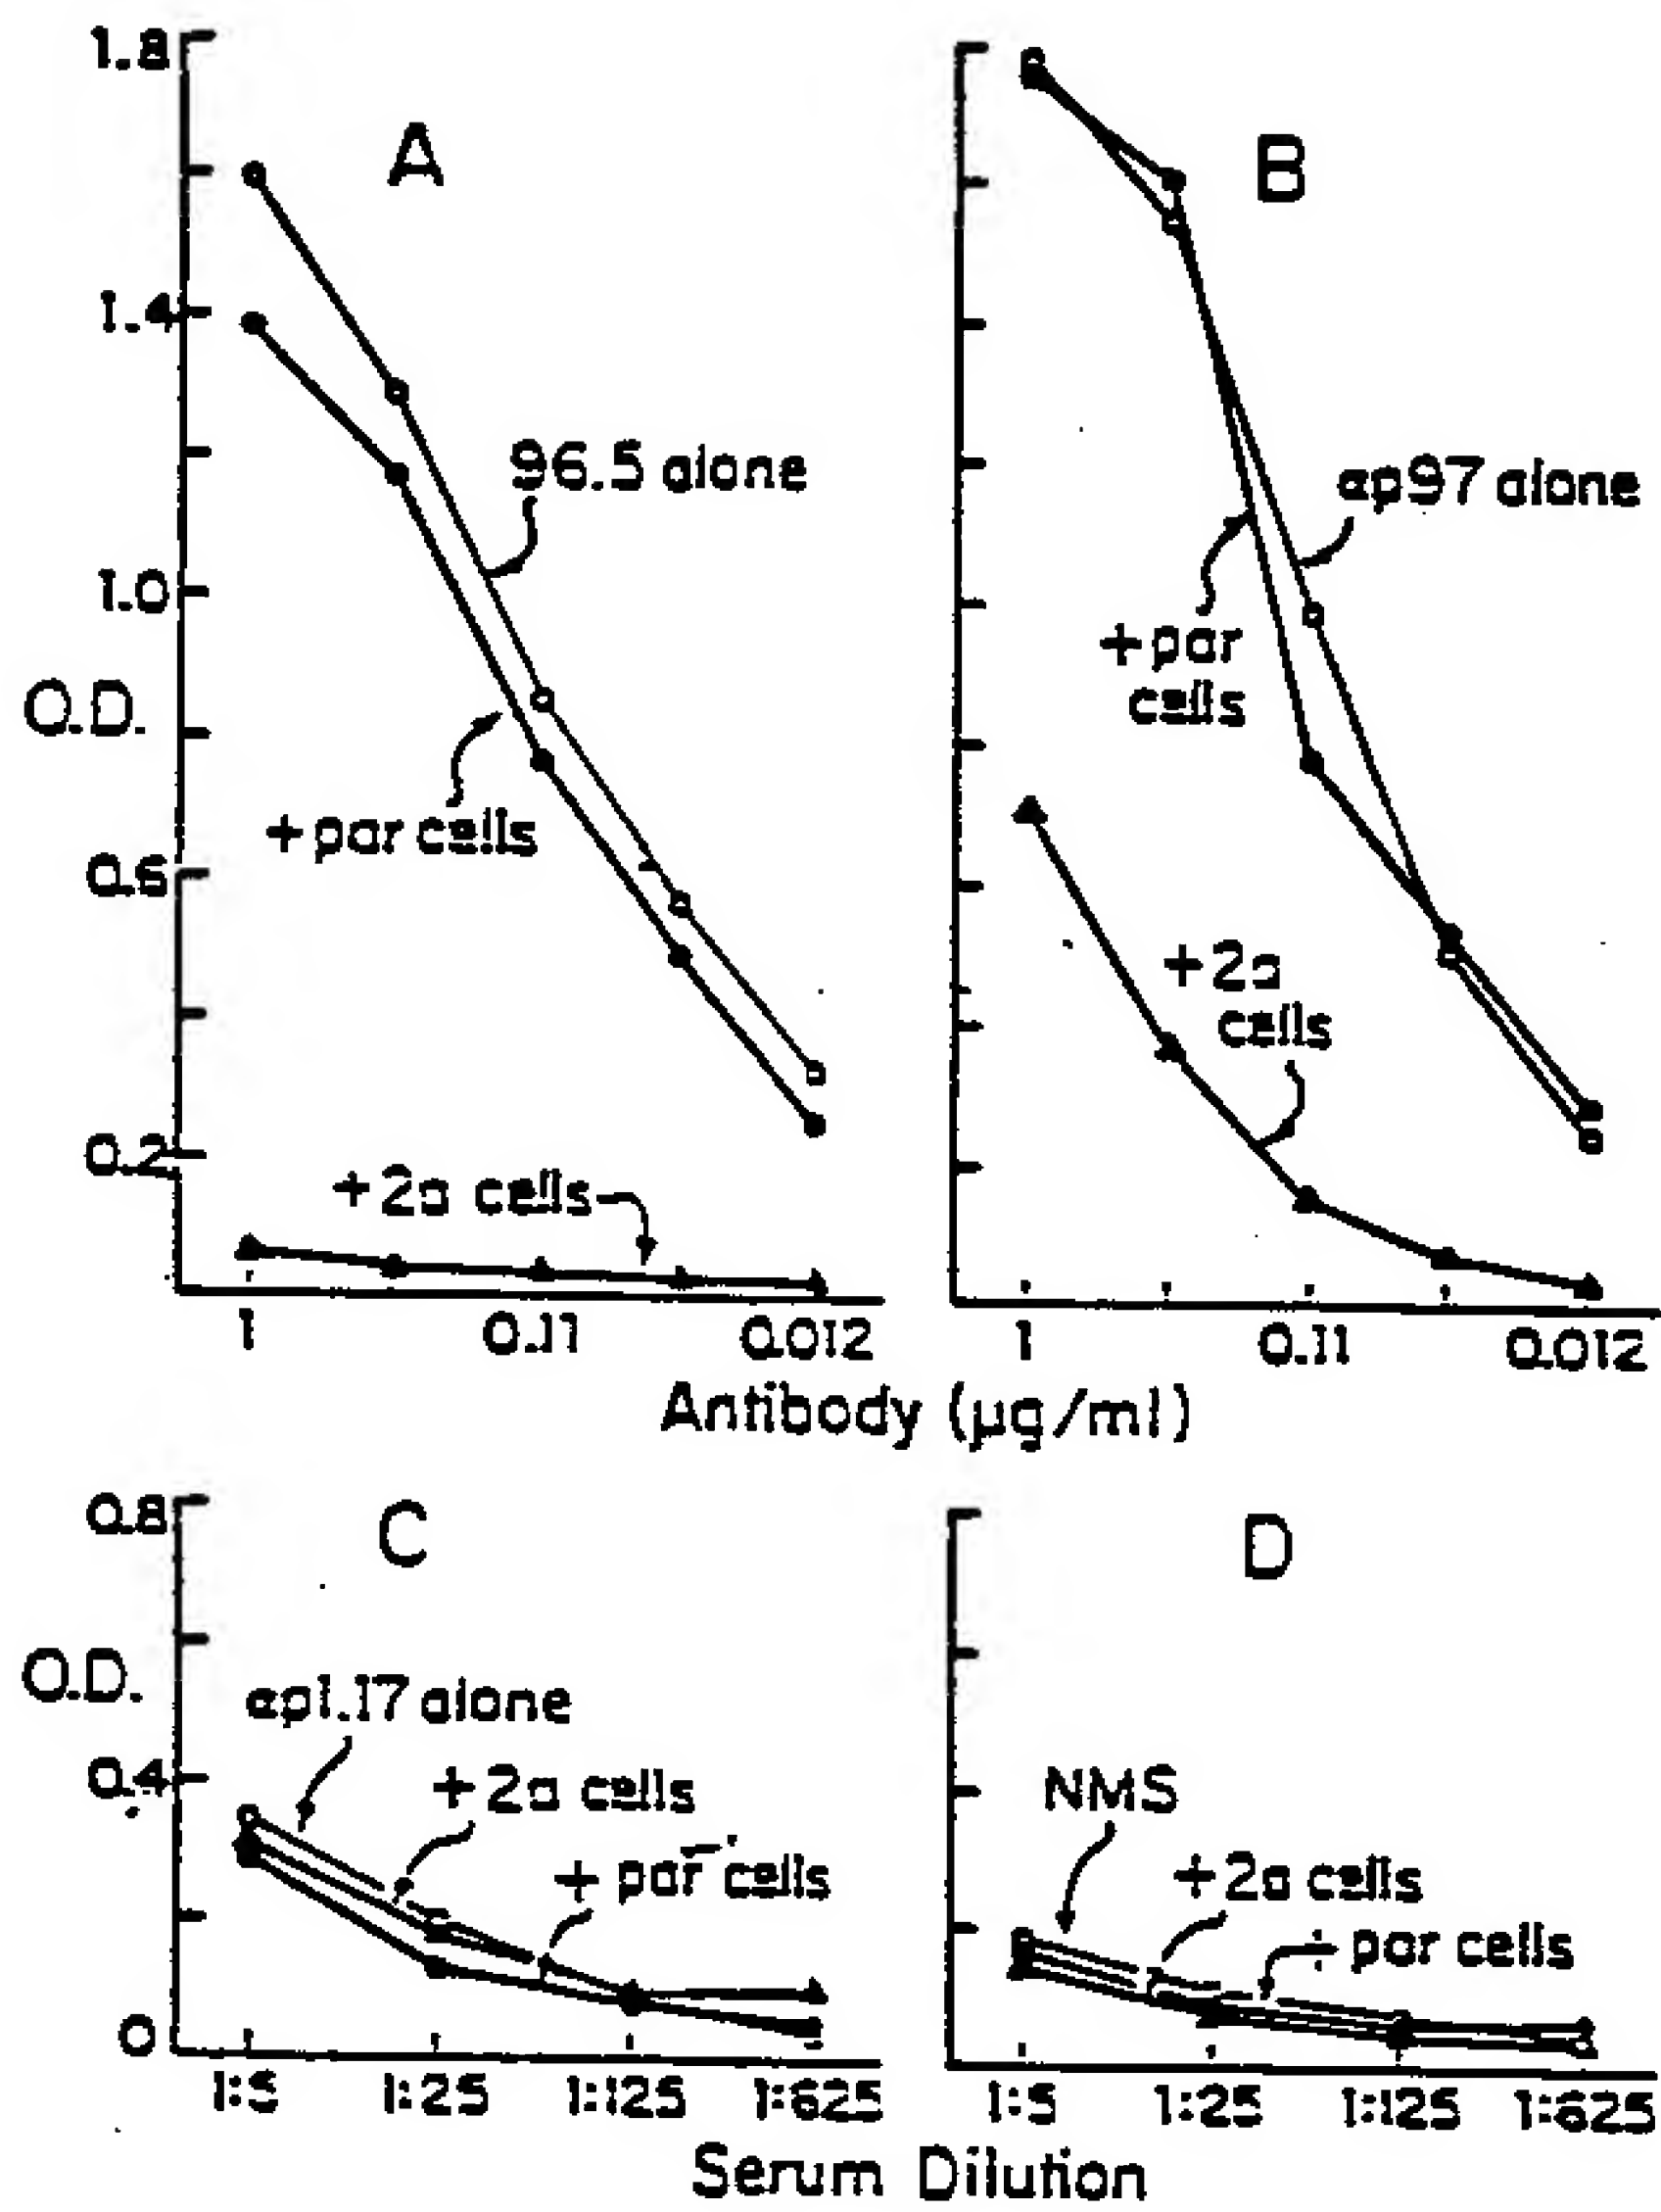 A
B
1.8
1.4
1.0
O.D.
0.6
0.2
96.5 alone
+par cells
+2a cells
αp97 alone
+par
cells
+2a
cells
1
0.11
0.012
1
0.11
0.012
Antibody (µg/ml)
C
D
0.8
O.D.
0.4
0
αp1.17 alone
+2a cells
+ par cells
NMS
+2a cells
+ par cells
1:5
1:25
1:125
1:625
1:5
1:25
1:125
1:625
Serum Dilution